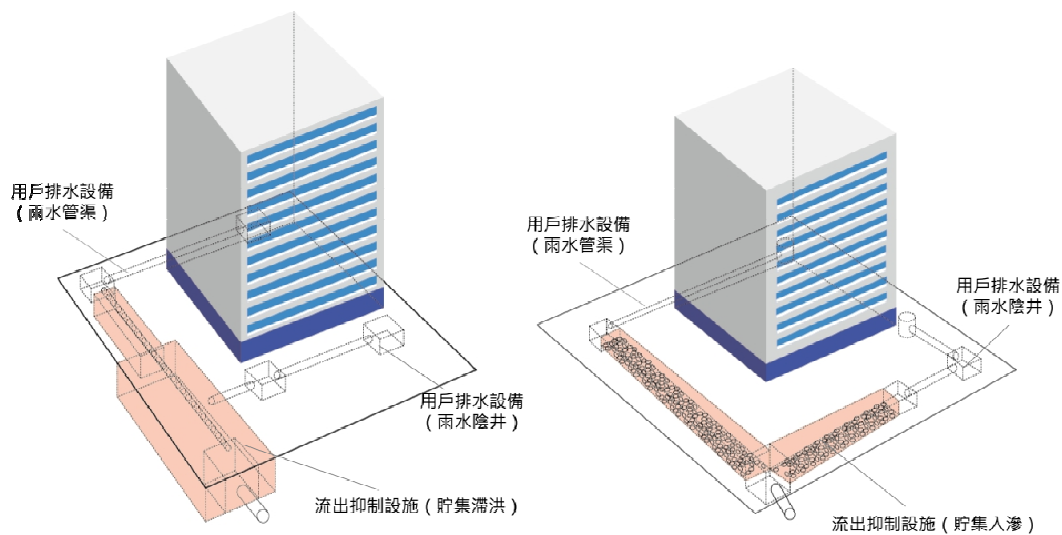 用戶排水設備
（雨水管渠）
用戶排水設備
（雨水陰井）
流出抑制設施（貯集滯洪）
用戶排水設備
（雨水管渠）
用戶排水設備
（雨水陰井）
流出抑制設施（貯集入滲）